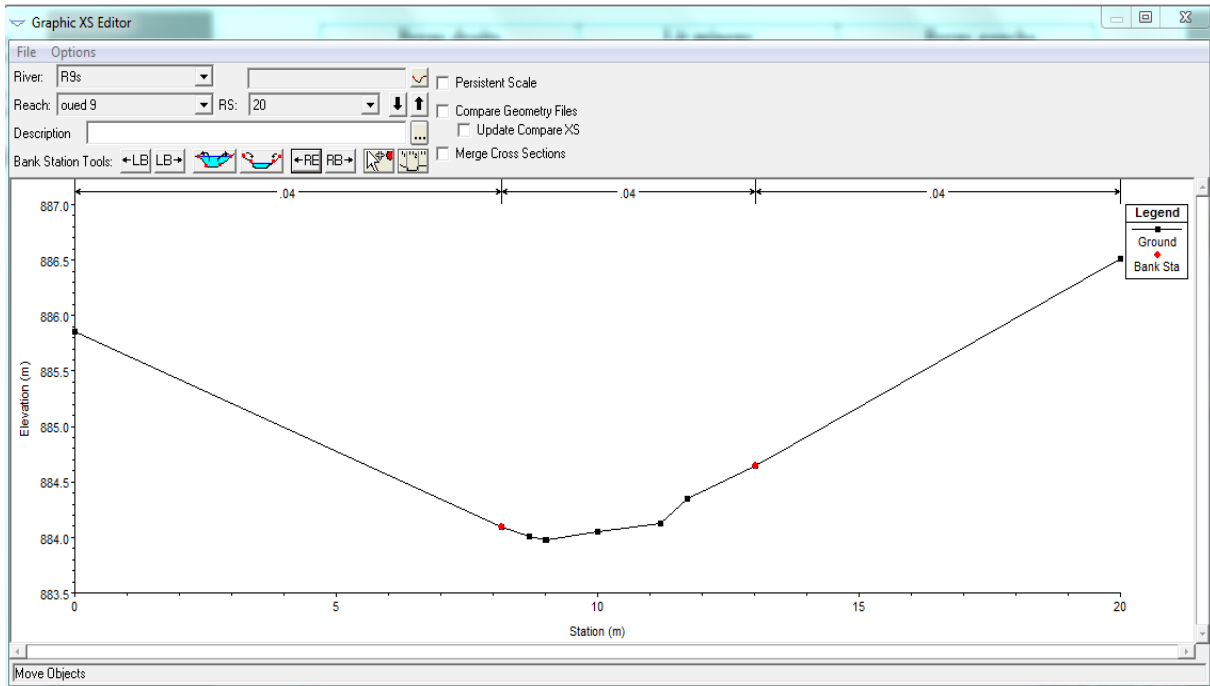 Graphic XS Editor
File Options
River: R9s
Persistent Scale
Reach: oued 9 RS: 20
Compare Geometry Files
Description ...
Update Compare XS
Bank Station Tools: LB LB RB
Merge Cross Sections
.04 .04 .04
Legend
Ground
Bank Sta
Elevation (m)
887.0
886.5
886.0
885.5
885.0
884.5
884.0
883.5
0 5 10 15 20
Station (m)
Move Objects